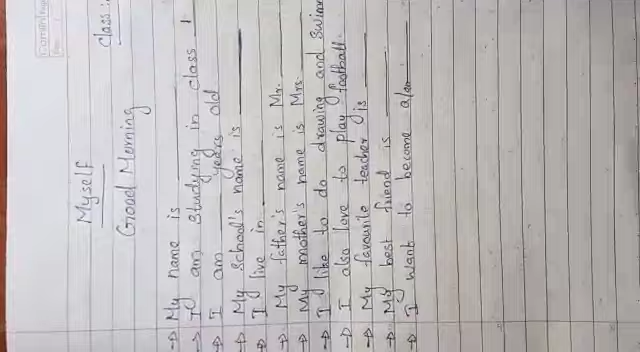 Class:
Myself
Good Morning
→ My name is
→ I am studying in class 1
→ I am years old
→ My school's name is
→ I live in
→ My father's name is Mr.
→ My mother's name is Mrs.
→ I like to do drawing and
→ I also love to play football.
→ My favourite teacher is
→ My best friend is
→ I want to become a/an